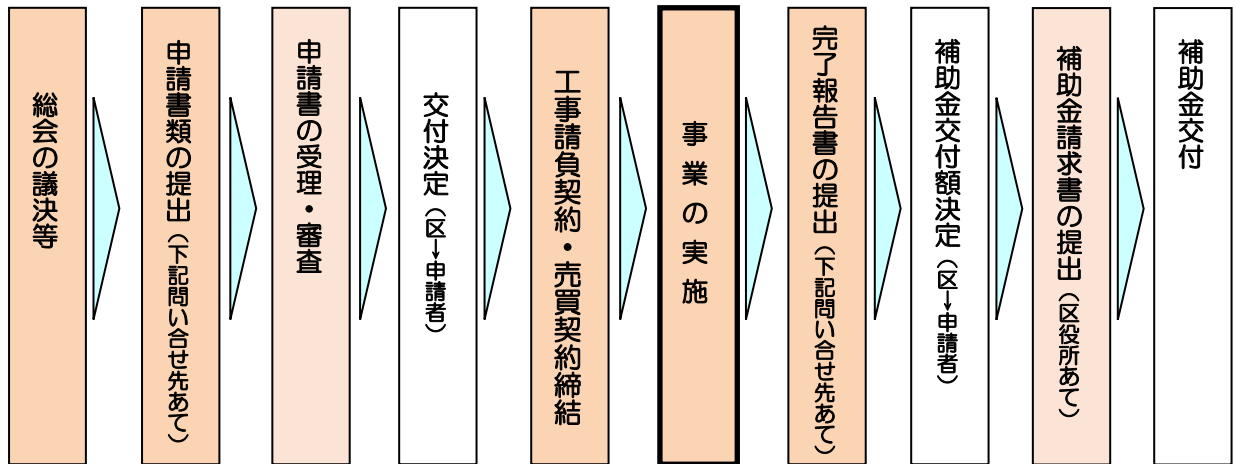 総会の議決等
申請書類の提出（下記問い合せ先あて）
申請書の受理・審査
交付決定（区→申請者）
工事請負契約・売買契約締結
事業の実施
完了報告書の提出（下記問い合せ先あて）
補助金交付額決定（区→申請者）
補助金請求書の提出（区役所あて）
補助金交付